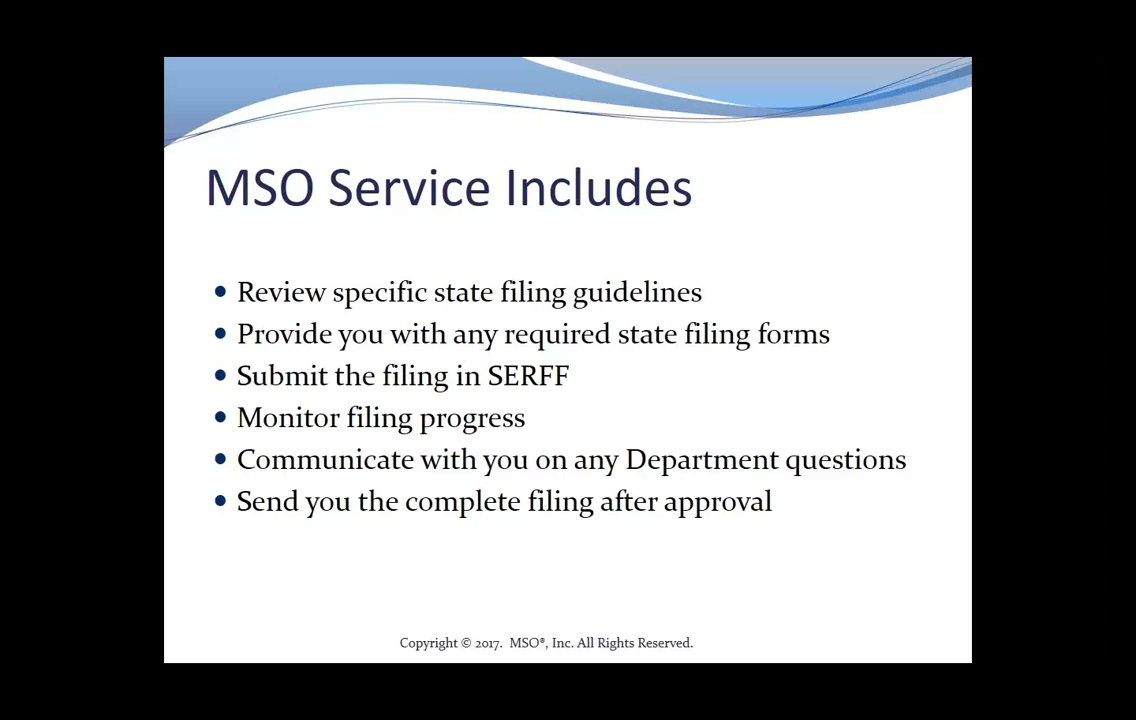 MSO Service Includes
• Review specific state filing guidelines
• Provide you with any required state filing forms
• Submit the filing in SERFF
• Monitor filing progress
• Communicate with you on any Department questions
• Send you the complete filing after approval
Copyright © 2017.  MSO®, Inc. All Rights Reserved.